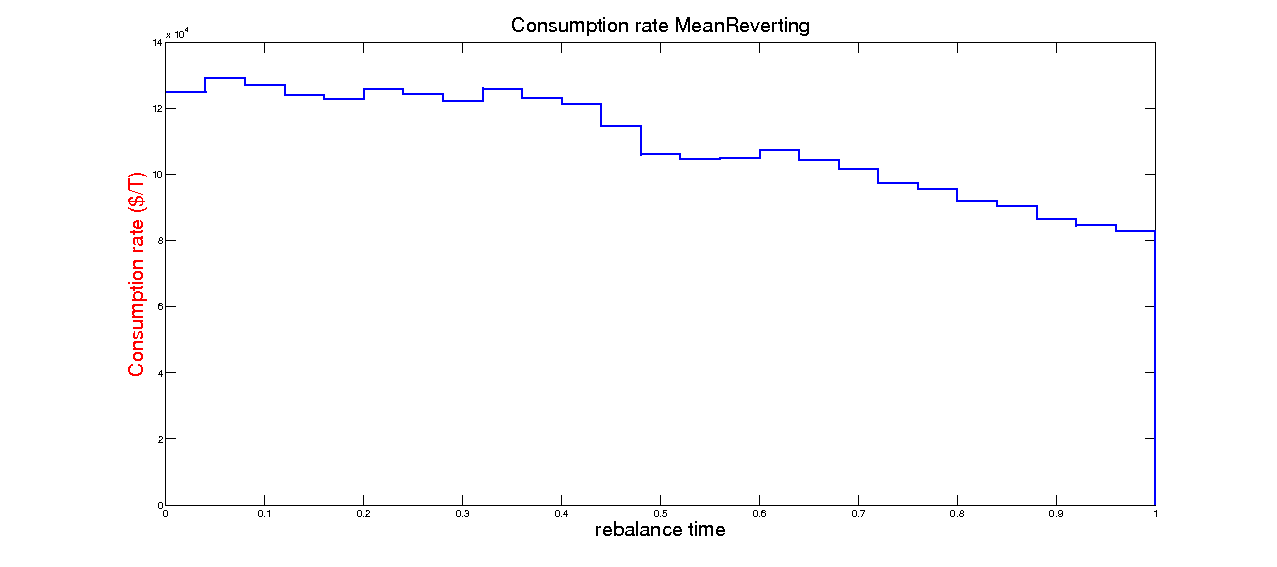 Consumption rate MeanReverting
x 10^4
14
12
10
8
6
4
2
0
Consumption rate ($/T)
0 0.1 0.2 0.3 0.4 0.5 0.6 0.7 0.8 0.9 1
rebalance time